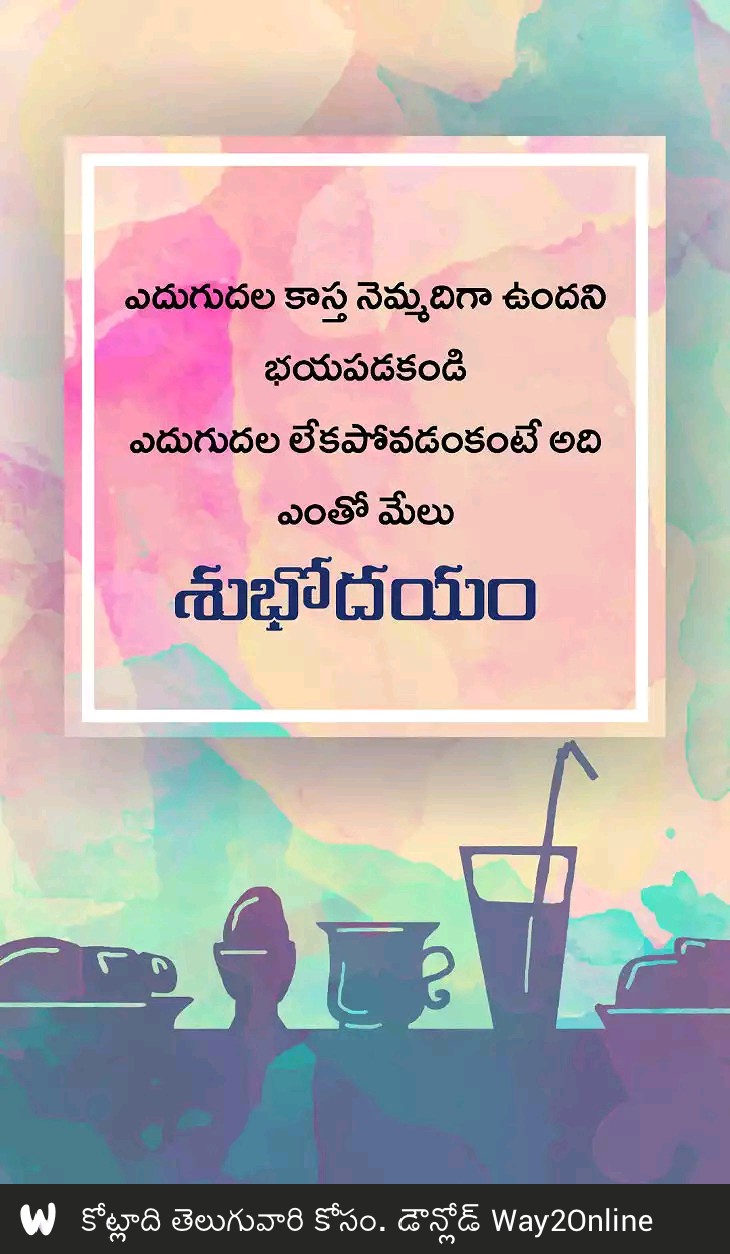 ఎదుగుదల కాస్త నెమ్మదిగా ఉందని
భయపడకండి
ఎదుగుదల లేకపోవడంకంటే అది
ఎంతో మేలు
శుభోదయం
W కోట్లాది తెలుగువారి కోసం. డౌన్లోడ్ Way2Online